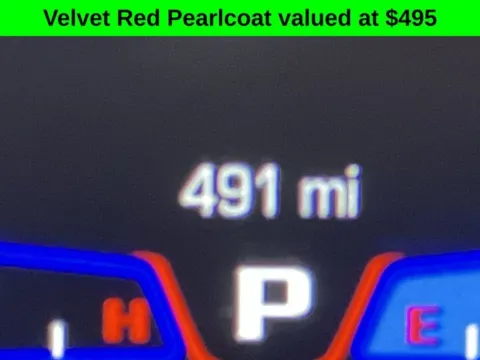 Velvet Red Pearlcoat valued at $495
491 mi
P
H
E